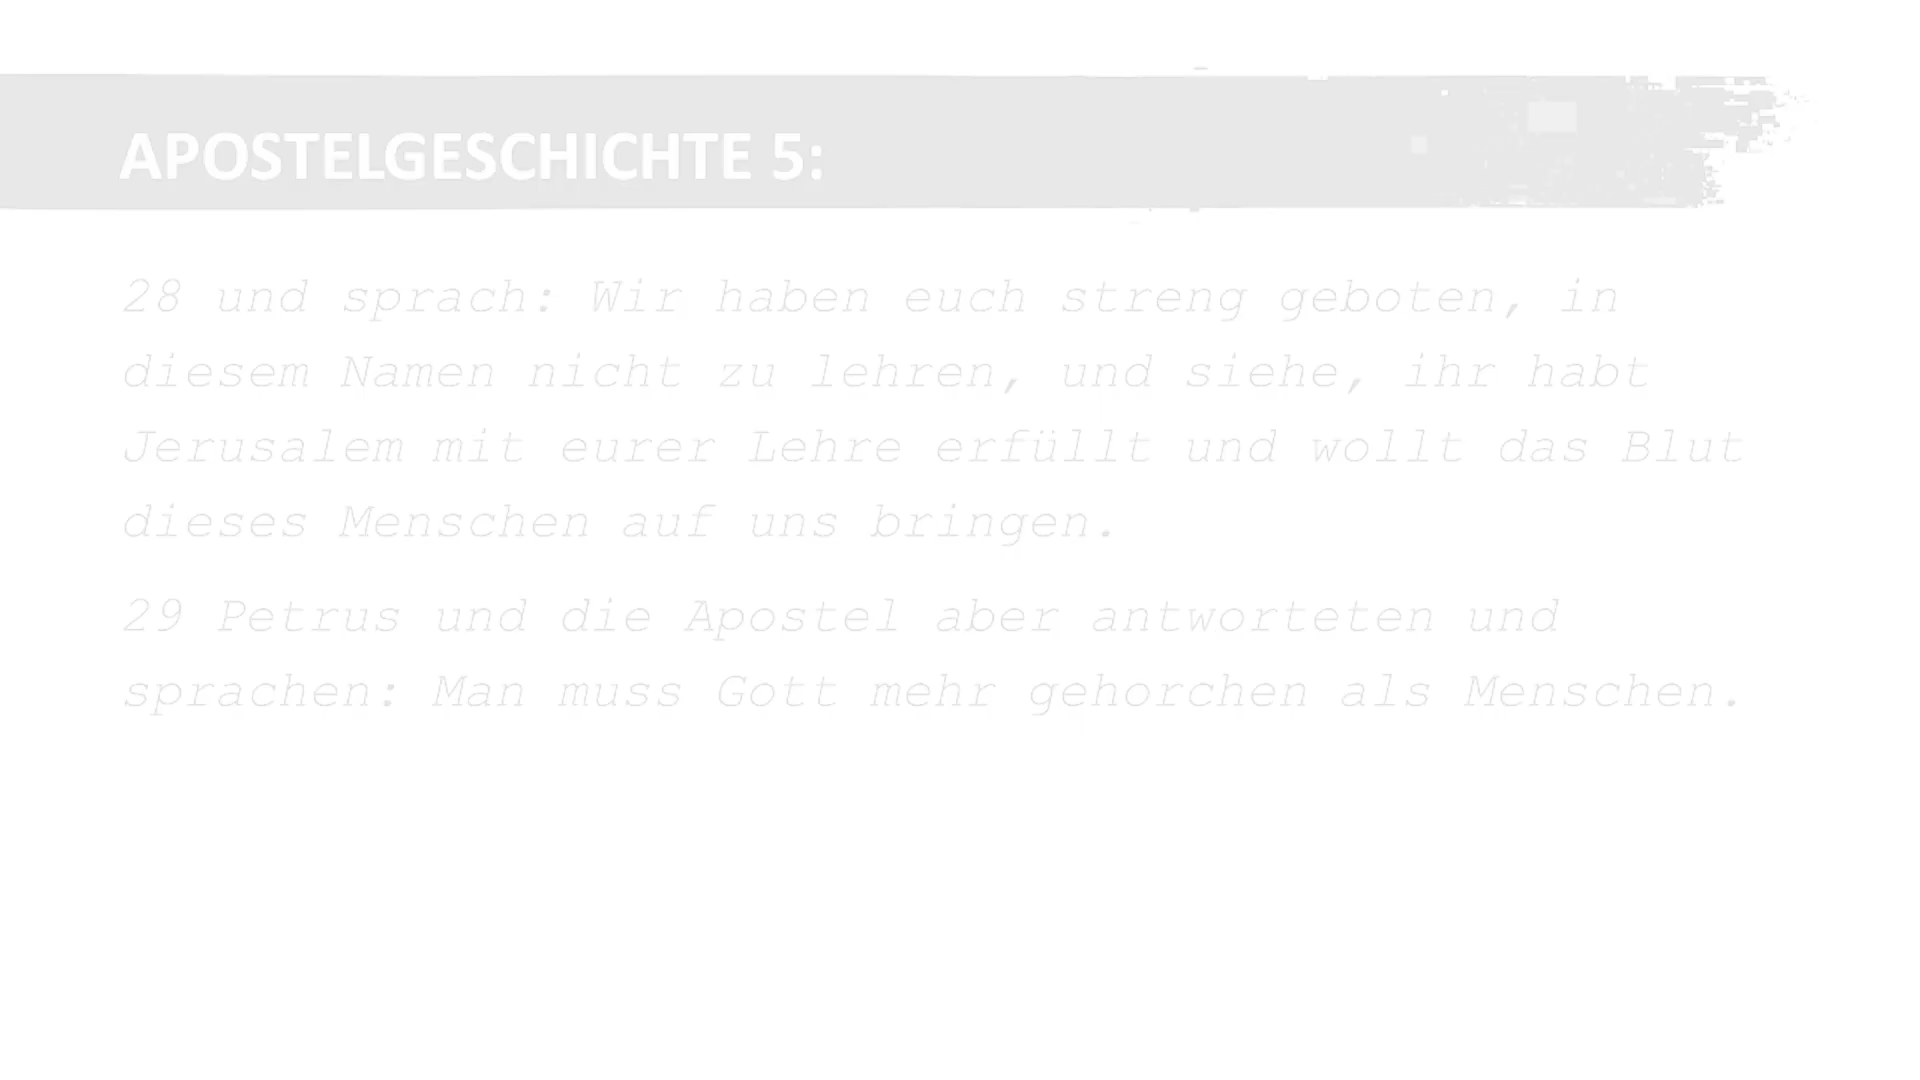 APOSTELGESCHICHTE 5:
28 und sprach: Wir haben euch streng geboten, in
diesem Namen nicht zu lehren, und siehe, ihr habt
Jerusalem mit eurer Lehre erfüllt und wollt das Blut
dieses Menschen auf uns bringen.
29 Petrus und die Apostel aber antworteten und
sprachen: Man muss Gott mehr gehorchen als Menschen.